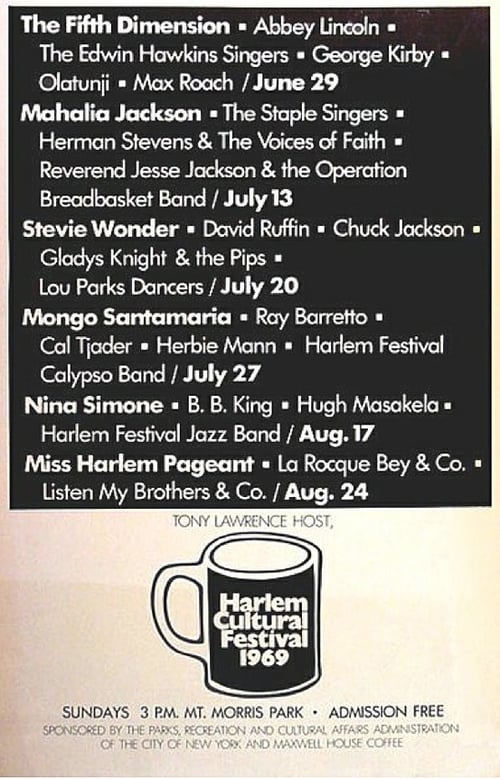 The Fifth Dimension ▪ Abbey Lincoln ▪
The Edwin Hawkins Singers ▪ George Kirby ▪
Olatunji ▪ Max Roach / June 29
Mahalia Jackson ▪ The Staple Singers ▪
Herman Stevens & The Voices of Faith ▪
Reverend Jesse Jackson & the Operation
Breadbasket Band / July 13
Stevie Wonder ▪ David Ruffin ▪ Chuck Jackson ▪
Gladys Knight & the Pips ▪
Lou Parks Dancers / July 20
Mongo Santamaria ▪ Ray Barretto ▪
Cal Tjader ▪ Herbie Mann ▪ Harlem Festival
Calypso Band / July 27
Nina Simone ▪ B. B. King ▪ Hugh Masakela ▪
Harlem Festival Jazz Band / Aug. 17
Miss Harlem Pageant ▪ La Rocque Bey & Co. ▪
Listen My Brothers & Co. / Aug. 24
TONY LAWRENCE HOST,
Harlem
Cultural
Festival
1969
SUNDAYS 3 P.M. MT. MORRIS PARK • ADMISSION FREE
SPONSORED BY THE PARKS, RECREATION AND CULTURAL AFFAIRS ADMINISTRATION
OF THE CITY OF NEW YORK AND MAXWELL HOUSE COFFEE